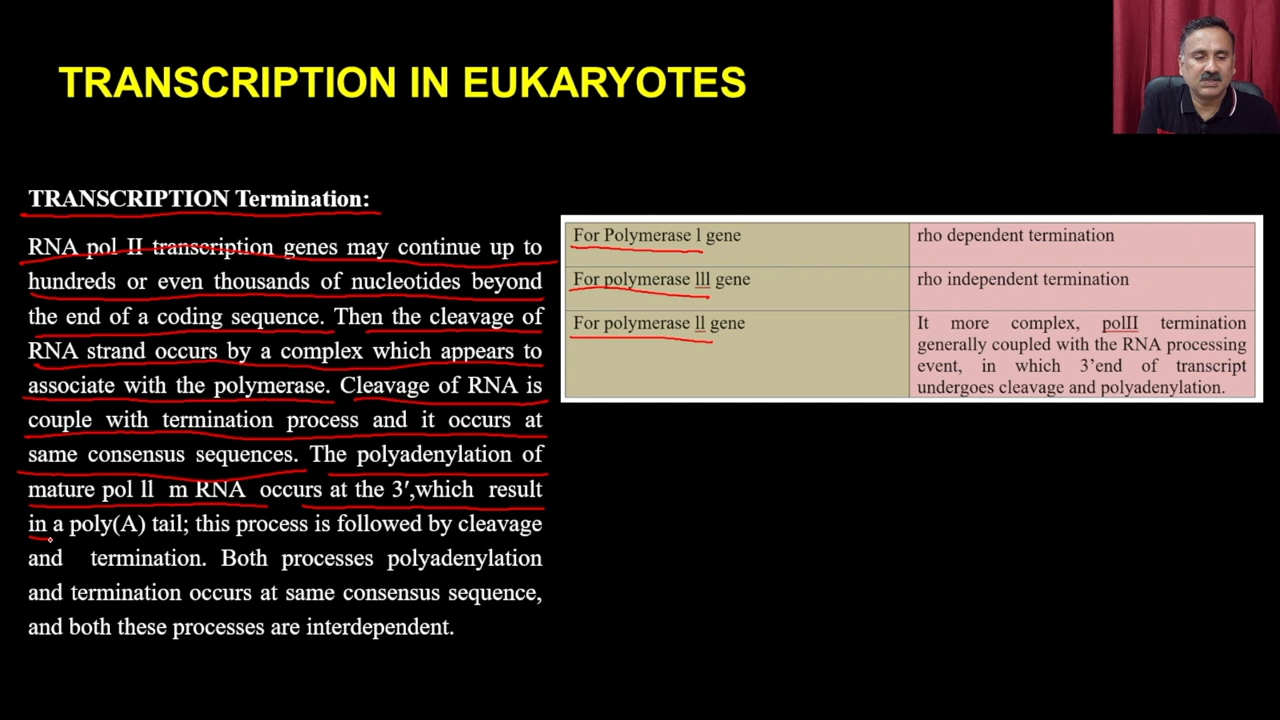 TRANSCRIPTION IN EUKARYOTES
TRANSCRIPTION Termination:
RNA pol II transcription genes may continue up to
hundreds or even thousands of nucleotides beyond
the end of a coding sequence. Then the cleavage of
RNA strand occurs by a complex which appears to
associate with the polymerase. Cleavage of RNA is
couple with termination process and it occurs at
same consensus sequences. The polyadenylation of
mature pol ll m RNA occurs at the 3′,which result
in a poly(A) tail; this process is followed by cleavage
and termination. Both processes polyadenylation
and termination occurs at same consensus sequence,
and both these processes are interdependent.
For Polymerase l gene
rho dependent termination
For polymerase lll gene
rho independent termination
For polymerase ll gene
It more complex, polII termination
generally coupled with the RNA processing
event, in which 3’end of transcript
undergoes cleavage and polyadenylation.